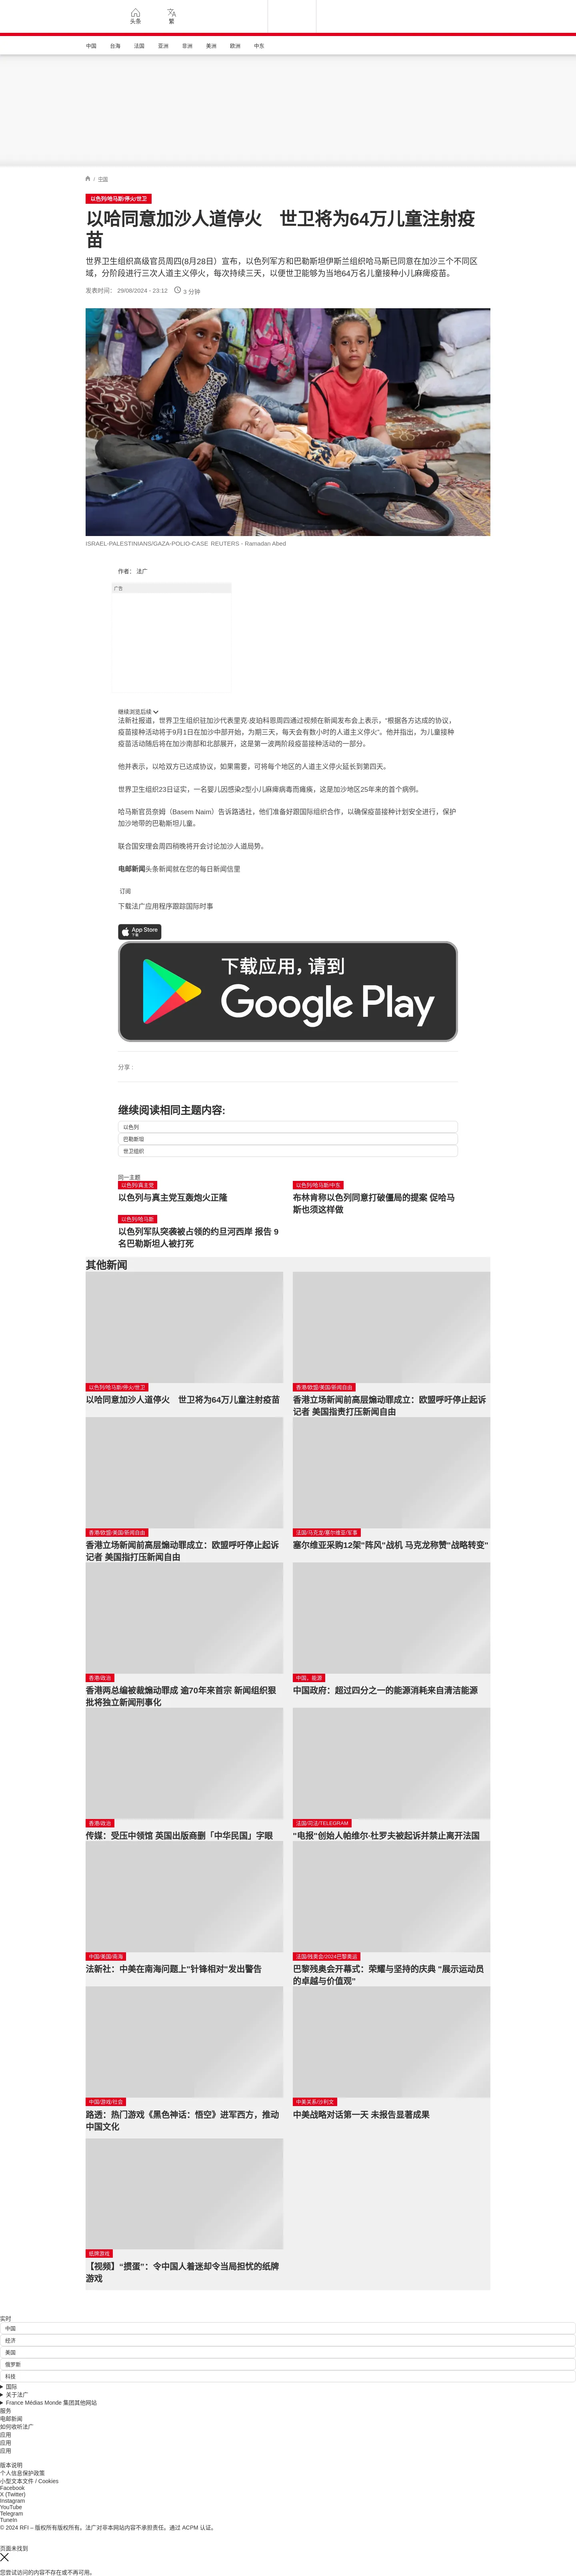 头条
繁
中国
台海
法国
亚洲
非洲
美洲
欧洲
中东
/ 中国
以色列/哈马斯/停火/世卫
以哈同意加沙人道停火　世卫将为64万儿童注射疫
苗
世界卫生组织高级官员周四(8月28日）宣布，以色列军方和巴勒斯坦伊斯兰组织哈马斯已同意在加沙三个不同区
域，分阶段进行三次人道主义停火，每次持续三天，以便世卫能够为当地64万名儿童接种小儿麻痺疫苗。
发表时间： 29/08/2024 - 23:12
3 分钟
ISRAEL-PALESTINIANS/GAZA-POLIO-CASE REUTERS - Ramadan Abed
作者： 法广
广告
继续浏览后续
法新社报道，世界卫生组织驻加沙代表里克·皮珀科恩周四通过视频在新闻发布会上表示，“根据各方达成的协议，
疫苗接种活动将于9月1日在加沙中部开始，为期三天，每天会有数小时的人道主义停火”。他并指出，为儿童接种
疫苗活动随后将在加沙南部和北部展开，这是第一波两阶段疫苗接种活动的一部分。
他并表示，以哈双方已达成协议，如果需要，可将每个地区的人道主义停火延长到第四天。
世界卫生组织23日证实，一名婴儿因感染2型小儿麻痺病毒而瘫痪，这是加沙地区25年来的首个病例。
哈马斯官员奈姆（Basem Naim）告诉路透社，他们准备好跟国际组织合作，以确保疫苗接种计划安全进行，保护
加沙地带的巴勒斯坦儿童。
联合国安理会周四稍晚将开会讨论加沙人道局势。
电邮新闻头条新闻就在您的每日新闻信里
订阅
下载法广应用程序跟踪国际时事
App Store
下载
下载应用，请到
Google Play
分享 :
继续阅读相同主题内容:
以色列
巴勒斯坦
世卫组织
同一主题
以色列/真主党
以色列与真主党互轰炮火正隆
以色列/哈马斯/中东
布林肯称以色列同意打破僵局的提案 促哈马
斯也须这样做
以色列/哈马斯
以色列军队突袭被占领的约旦河西岸 报告 9
名巴勒斯坦人被打死
其他新闻
以色列/哈马斯/停火/世卫
以哈同意加沙人道停火　世卫将为64万儿童注射疫苗
香港/欧盟/美国/新闻自由
香港立场新闻前高层煽动罪成立：欧盟呼吁停止起诉
记者 美国指责打压新闻自由
香港/欧盟/美国/新闻自由
香港立场新闻前高层煽动罪成立：欧盟呼吁停止起诉
记者 美国指打压新闻自由
法国/马克龙/塞尔维亚/军事
塞尔维亚采购12架"阵风"战机 马克龙称赞"战略转变"
香港/政治
香港两总编被裁煽动罪成 逾70年来首宗 新闻组织狠
批将独立新闻刑事化
中国、能源
中国政府：超过四分之一的能源消耗来自清洁能源
香港/政治
传媒：受压中领馆 英国出版商删「中华民国」字眼
法国/司法/TELEGRAM
"电报"创始人帕维尔·杜罗夫被起诉并禁止离开法国
中国/美国/南海
法新社：中美在南海问题上"针锋相对"发出警告
法国/残奥会/2024巴黎奥运
巴黎残奥会开幕式：荣耀与坚持的庆典 "展示运动员
的卓越与价值观"
中国/游戏/社会
路透：热门游戏《黑色神话：悟空》进军西方，推动
中国文化
中美关系/沙利文
中美战略对话第一天 未报告显著成果
纸牌游戏
【视频】“掼蛋”：令中国人着迷却令当局担忧的纸牌
游戏
实时
中国
经济
美国
俄罗斯
科技
国际
关于法广
France Médias Monde 集团其他网站
服务
电邮新闻
如何收听法广
应用
应用
应用
版本说明
个人信息保护政策
小型文本文件 / Cookies
Facebook
X (Twitter)
Instagram
YouTube
Telegram
TuneIn
© 2024 RFI – 版权所有版权所有。法广对非本网站内容不承担责任。通过 ACPM 认证。
页面未找到
您尝试访问的内容不存在或不再可用。